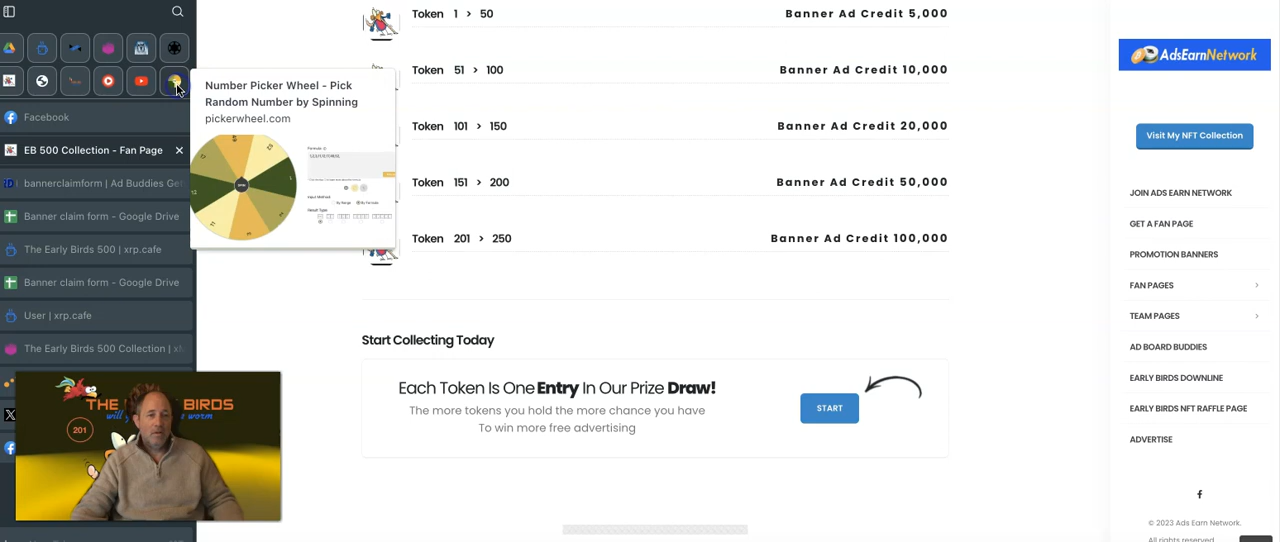 Number Picker Wheel - Pick
Random Number by Spinning
pickerwheel.com
Facebook
EB 500 Collection - Fan Page
bannerclaimform | Ad Buddies Get
Banner claim form - Google Drive
The Early Birds 500 | xrp.cafe
Banner claim form - Google Drive
User | xrp.cafe
The Early Birds 500 Collection | xN
201
Token 1 > 50 Banner Ad Credit 5,000
Token 51 > 100 Banner Ad Credit 10,000
Token 101 > 150 Banner Ad Credit 20,000
Token 151 > 200 Banner Ad Credit 50,000
Token 201 > 250 Banner Ad Credit 100,000
Start Collecting Today
Each Token Is One Entry In Our Prize Draw!
The more tokens you hold the more chance you have
To win more free advertising
START
AdsEarnNetwork
Visit My NFT Collection
JOIN ADS EARN NETWORK
GET A FAN PAGE
PROMOTION BANNERS
FAN PAGES
TEAM PAGES
AD BOARD BUDDIES
EARLY BIRDS DOWNLINE
EARLY BIRDS NFT RAFFLE PAGE
ADVERTISE
© 2023 Ads Earn Network.
All rights reserved